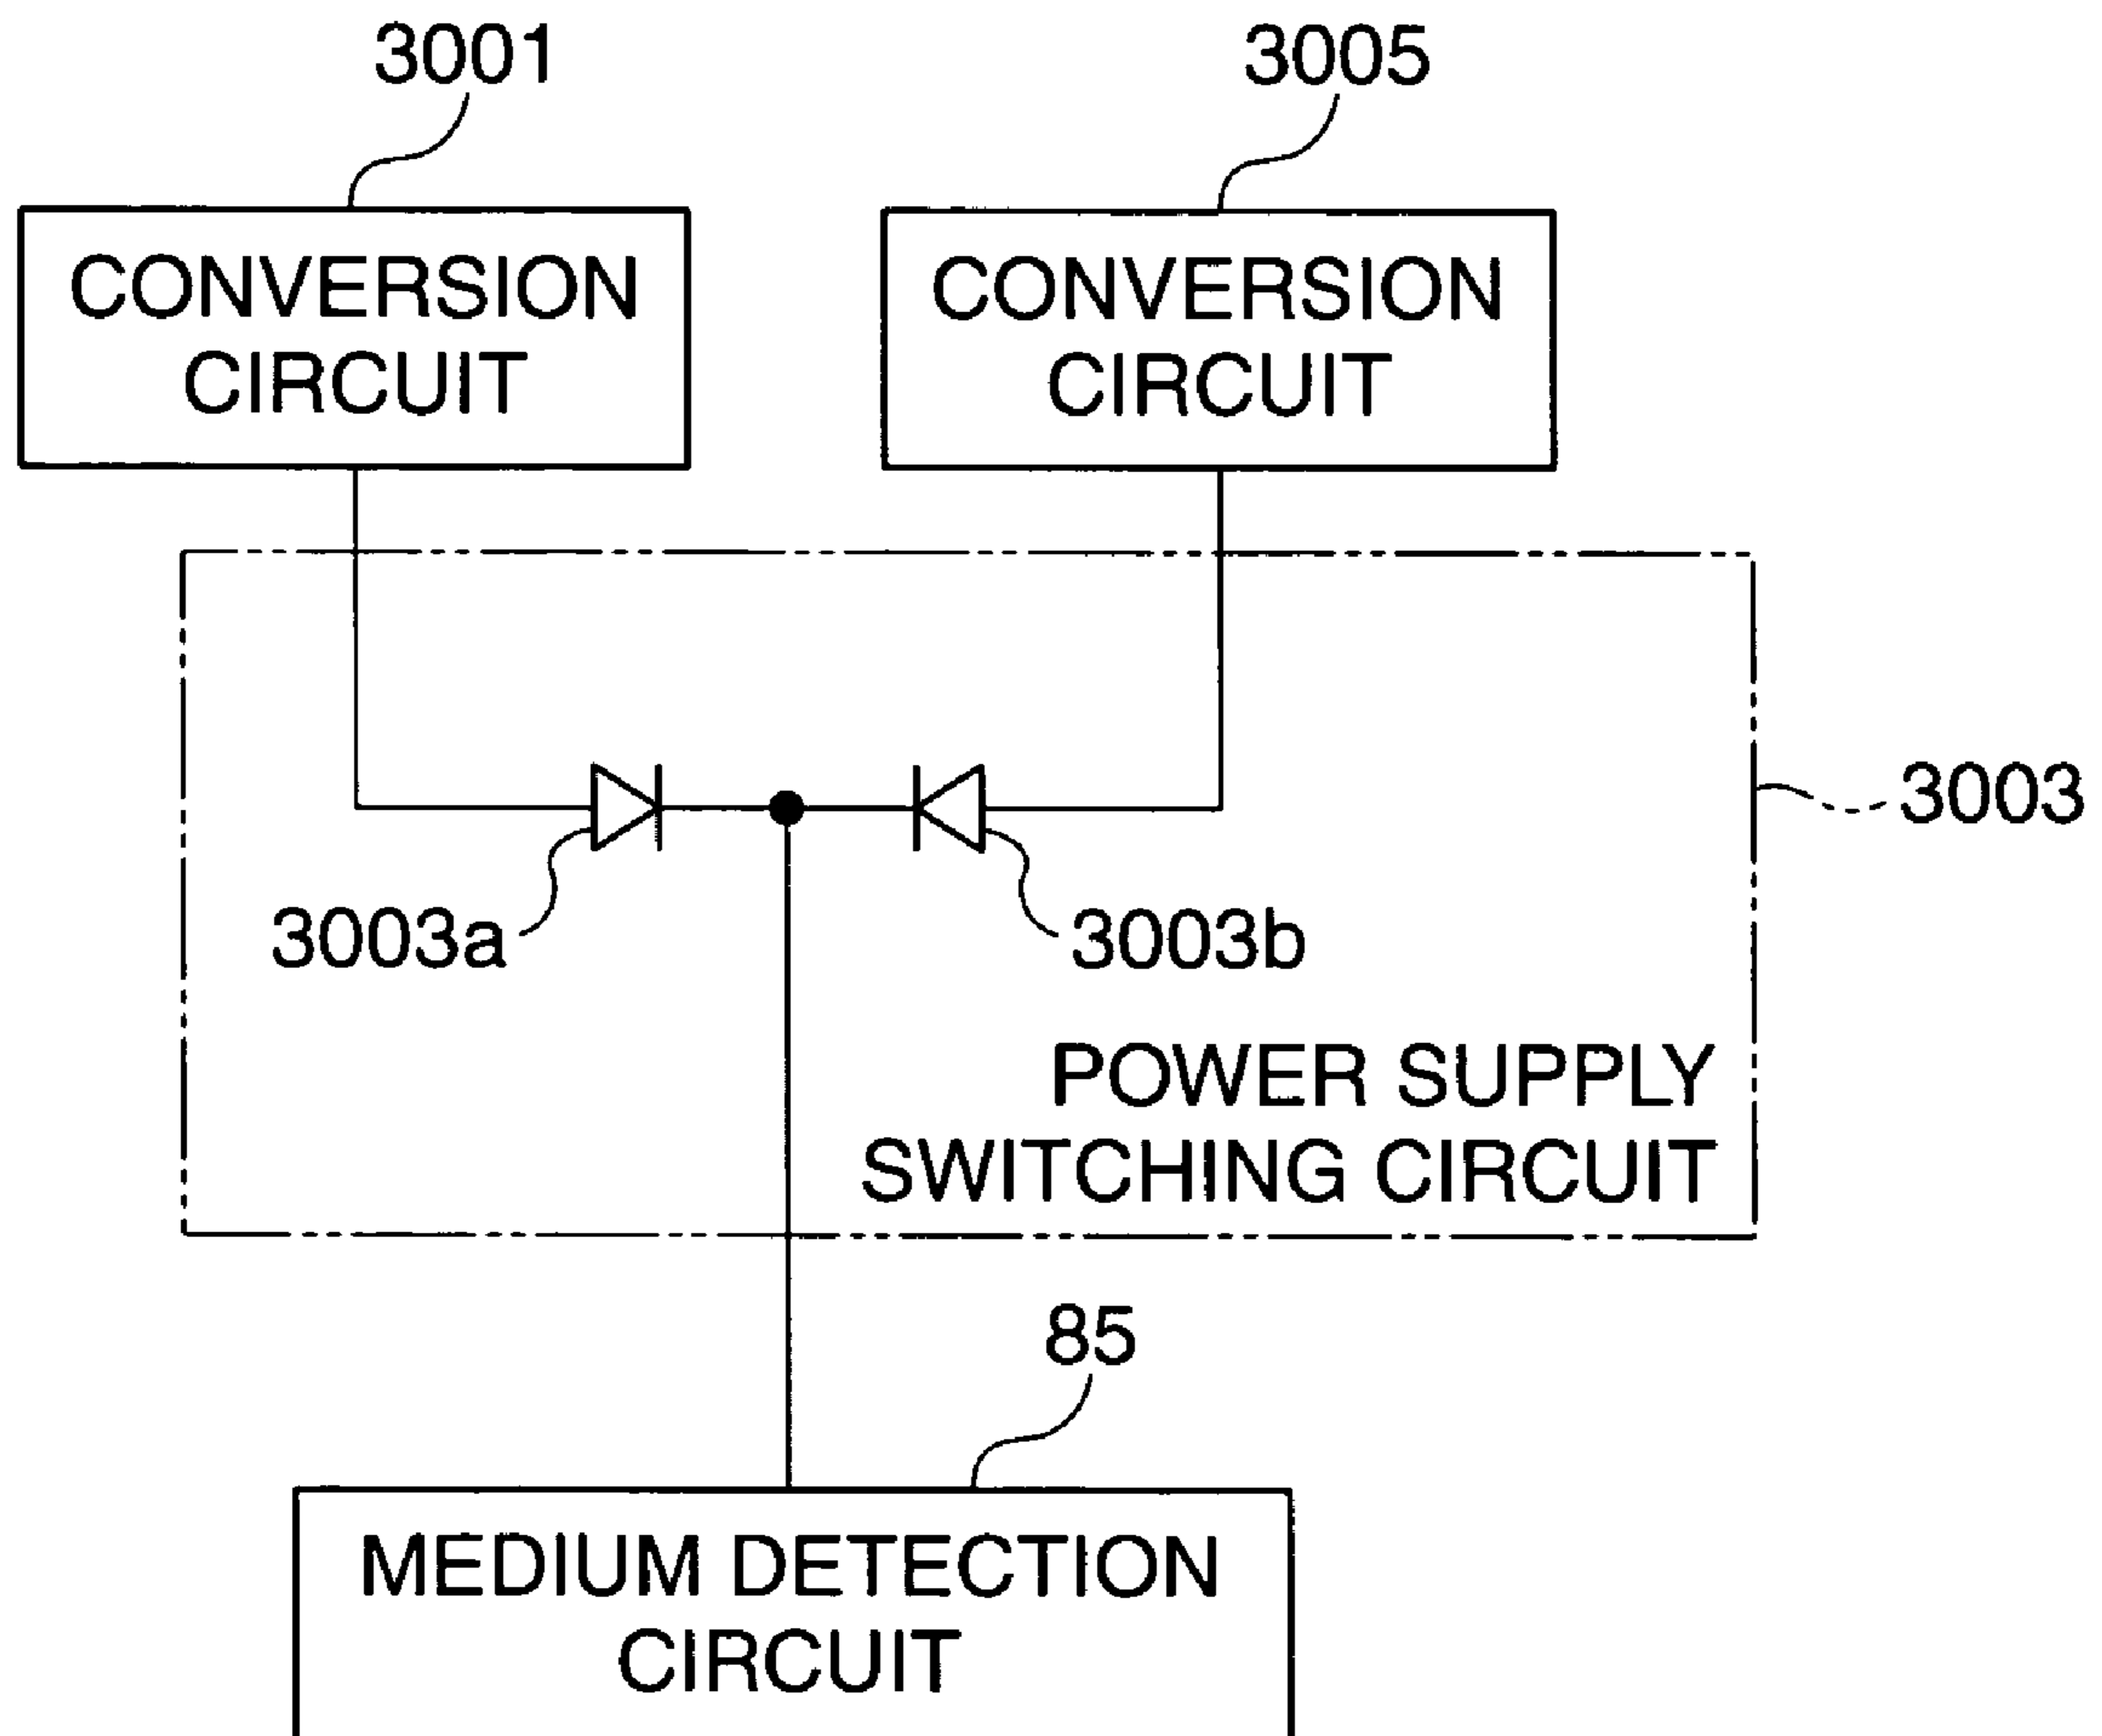 3001
3005
CONVERSION
CIRCUIT
CONVERSION
CIRCUIT
3003
3003a
3003b
POWER SUPPLY
SWITCHING CIRCUIT
85
MEDIUM DETECTION
CIRCUIT